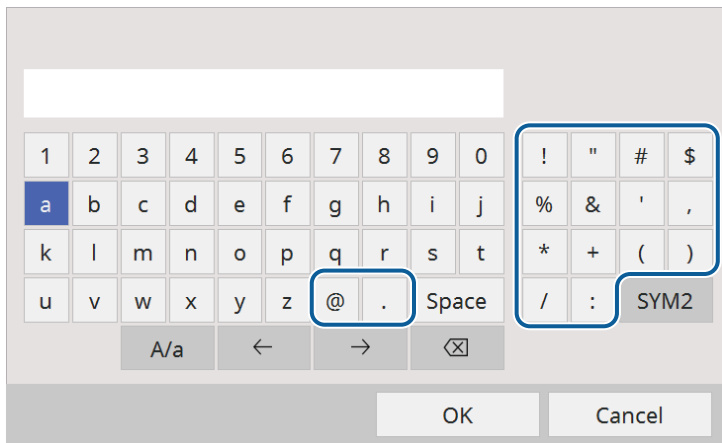 1 2 3 4 5 6 7 8 9 0 ! " # $
a b c d e f g h i j % & ' ,
k l m n o p q r s t * + ( )
u v w x y z @ . Space / : SYM2
A/a ← → ⌫
OK Cancel